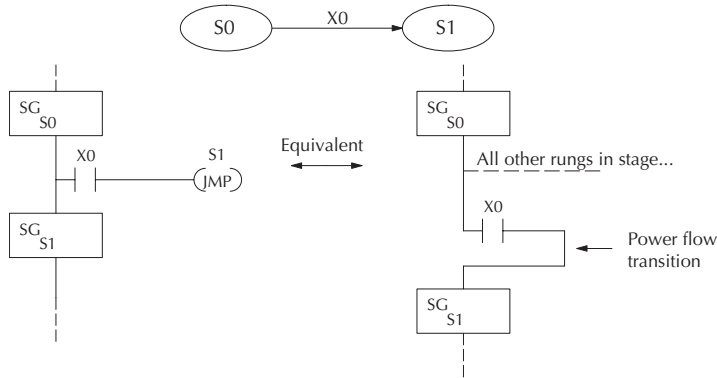 S0
X0
S1
SG
S0
X0
S1
JMP
SG
S1
Equivalent
SG
S0
All other rungs in stage...
X0
Power flow
transition
SG
S1